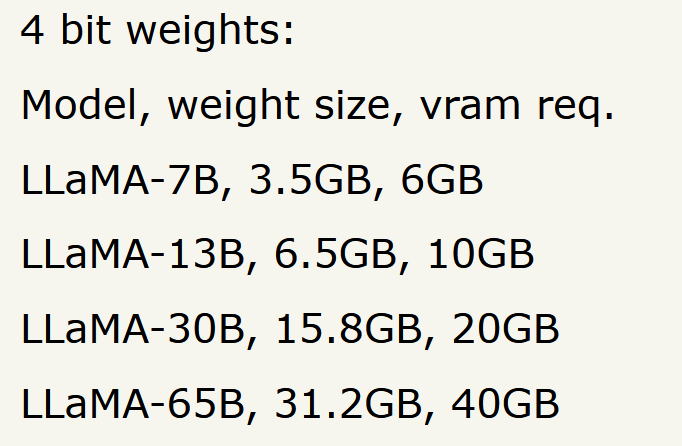 4 bit weights:
Model, weight size, vram req.
LLaMA-7B, 3.5GB, 6GB
LLaMA-13B, 6.5GB, 10GB
LLaMA-30B, 15.8GB, 20GB
LLaMA-65B, 31.2GB, 40GB